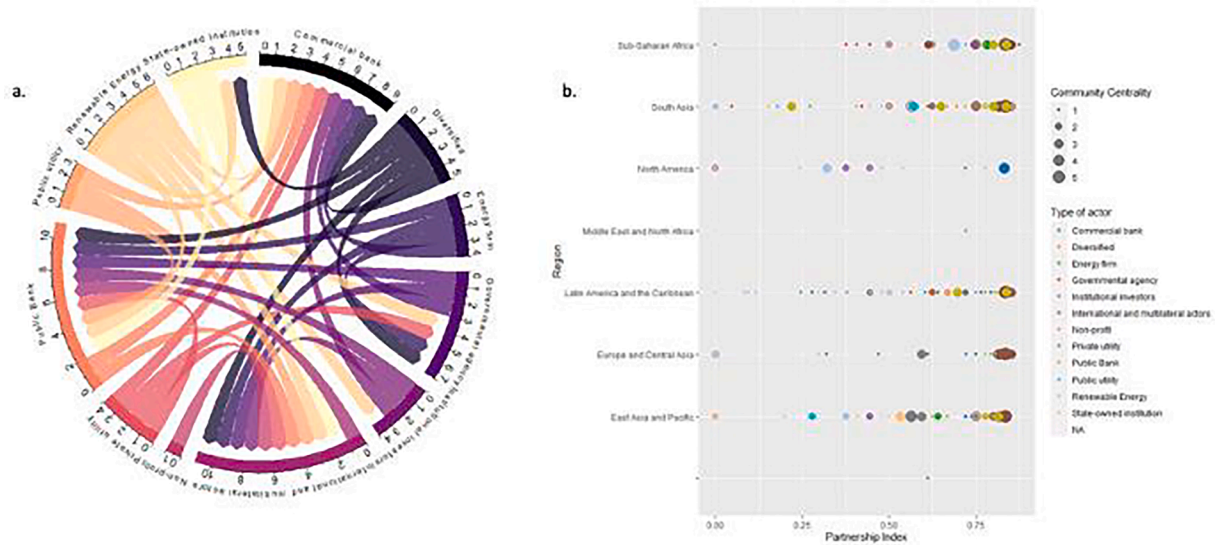 a.
Commercial bank
Diversified
Energy firm
Governmental agency
Institutional investors
International and multilateral actors
Non-profit
Private utility
Public Bank
Public utility
Renewable Energy
State-owned institution
b.
Sub-Saharan Africa
South Asia
North America
Middle East and North Africa
Latin America and the Caribbean
Europe and Central Asia
East Asia and Pacific
Region
0.00 0.25 0.50 0.75
Partnership Index
Community Centrality
1
2
3
4
5
Type of actor
Commercial bank
Diversified
Energy firm
Governmental agency
Institutional investors
International and multilateral actors
Non-profit
Private utility
Public Bank
Public utility
Renewable Energy
State-owned institution
NA